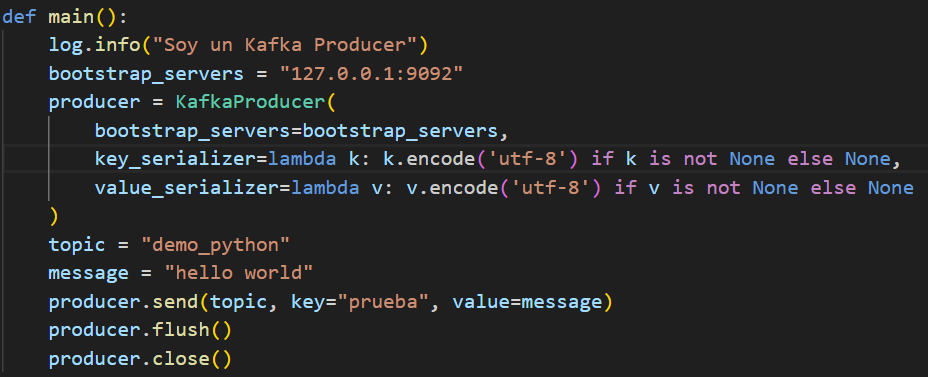 def main():
    log.info("Soy un Kafka Producer")
    bootstrap_servers = "127.0.0.1:9092"
    producer = KafkaProducer(
        bootstrap_servers=bootstrap_servers,
        key_serializer=lambda k: k.encode('utf-8') if k is not None else None,
        value_serializer=lambda v: v.encode('utf-8') if v is not None else None
    )
    topic = "demo_python"
    message = "hello world"
    producer.send(topic, key="prueba", value=message)
    producer.flush()
    producer.close()